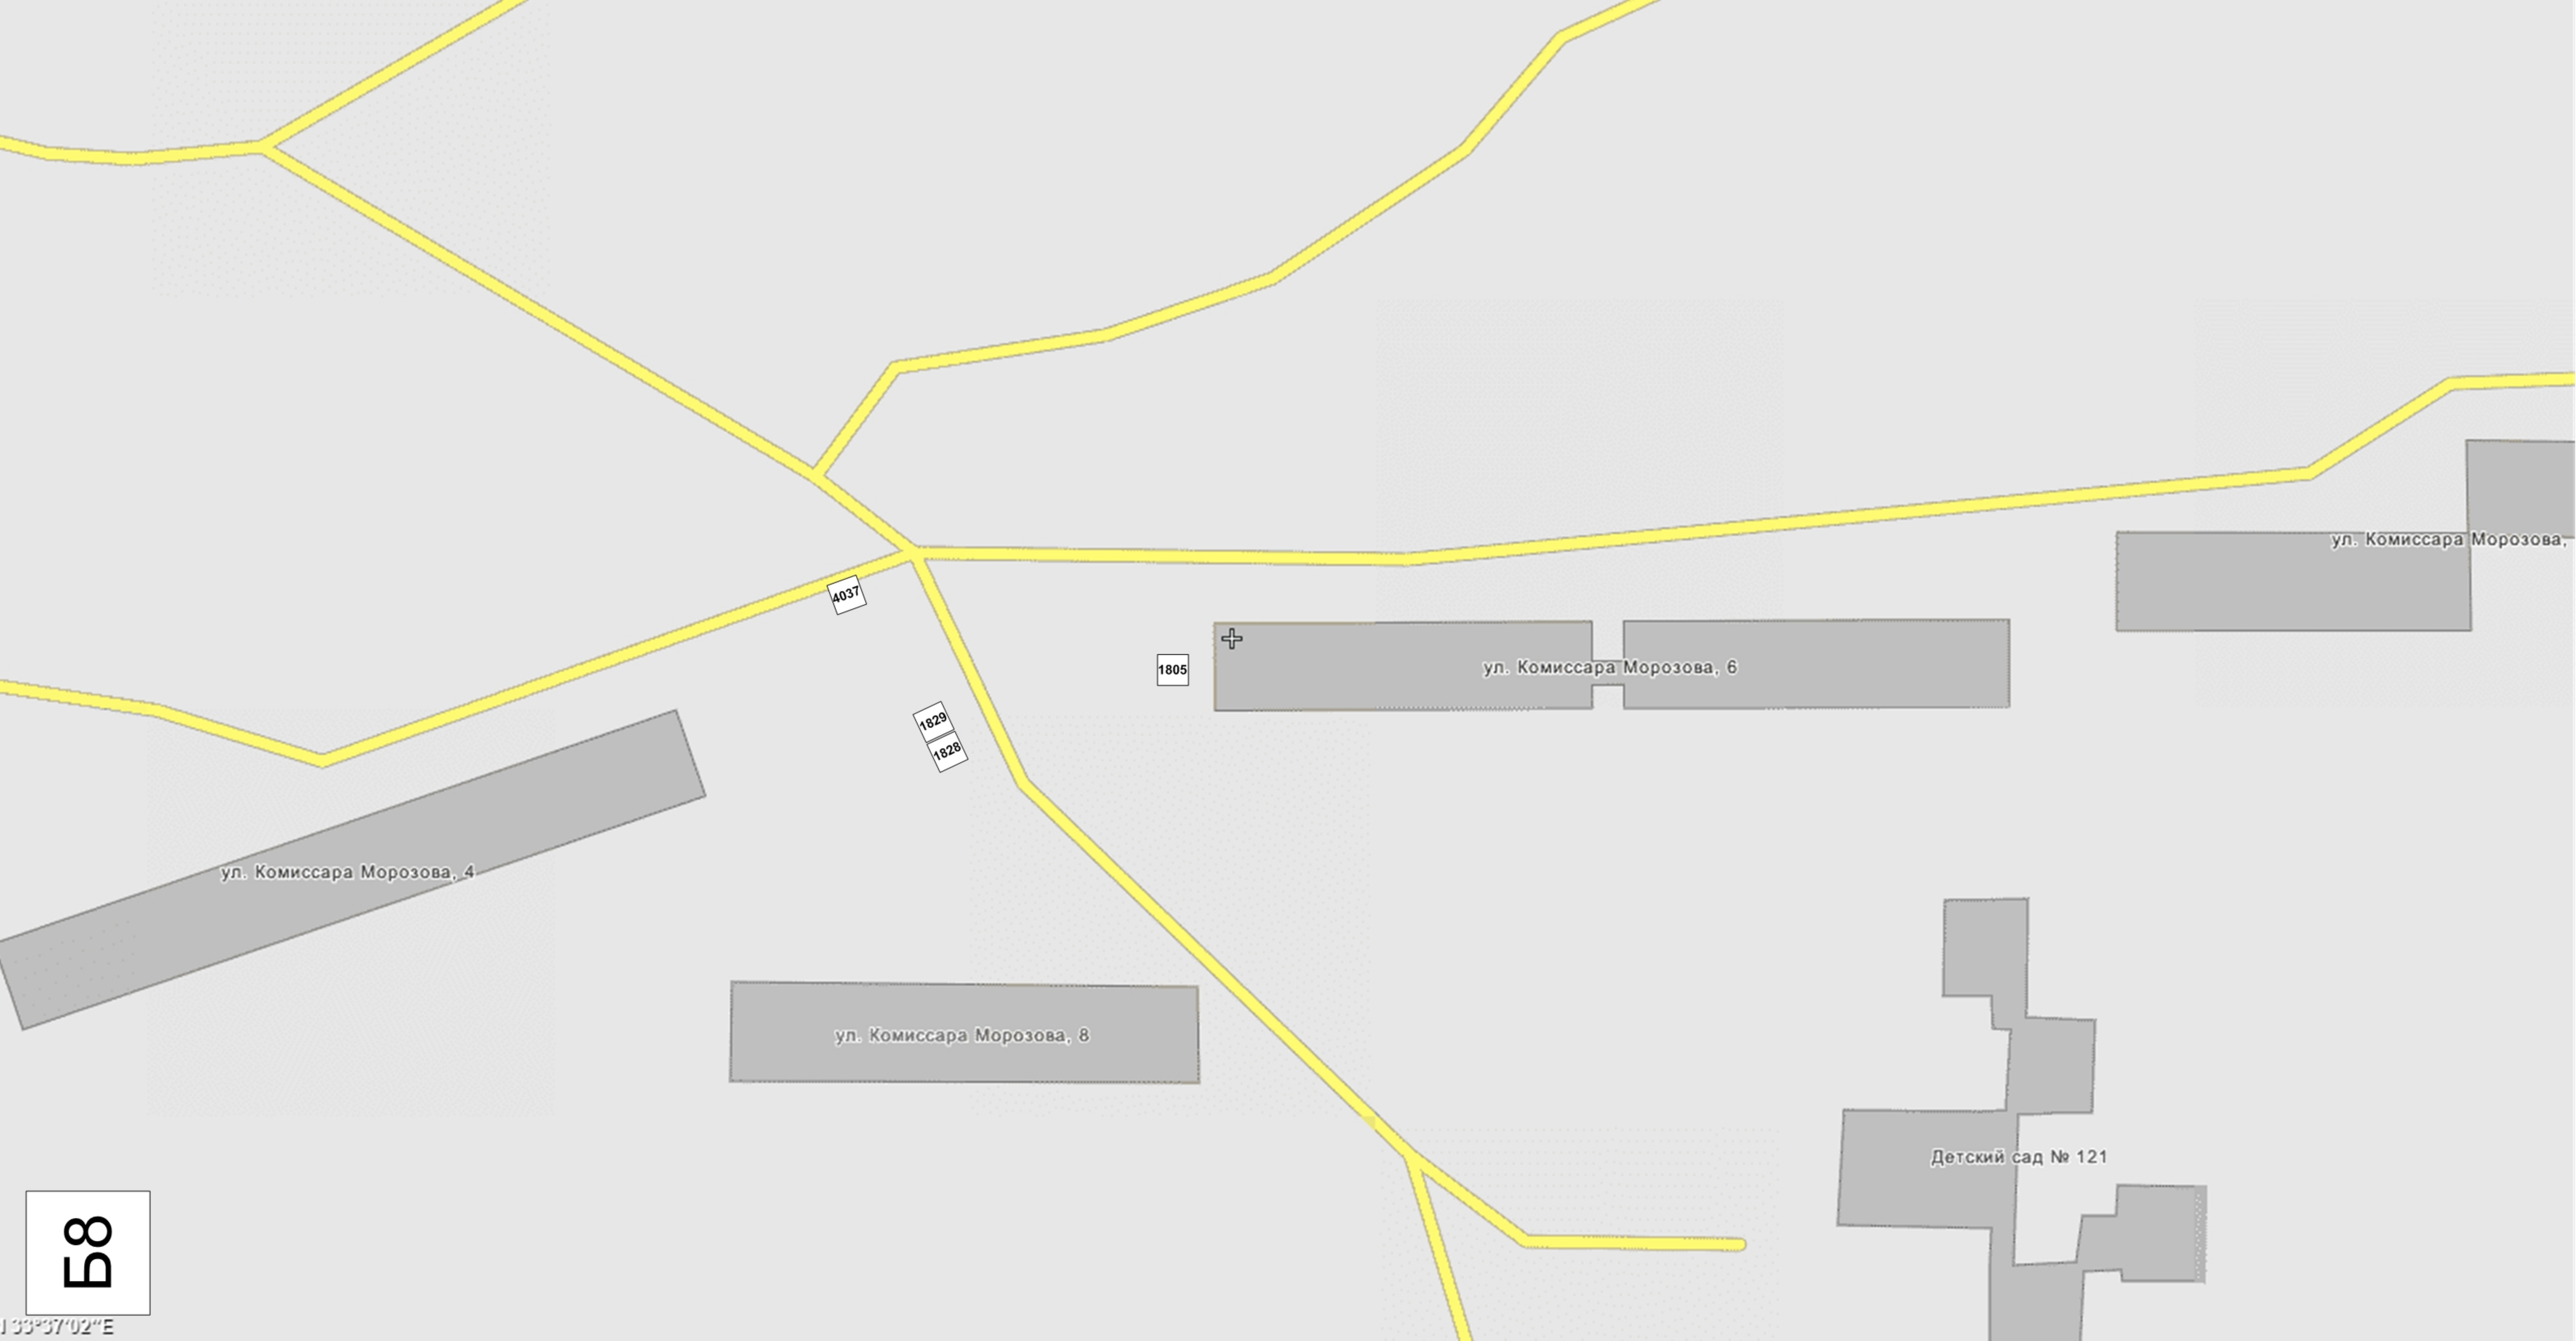 ул. Комиссара Морозова,
4037
1805
ул. Комиссара Морозова, 6
1829
1828
ул. Комиссара Морозова, 4
ул. Комиссара Морозова, 8
Детский сад № 121
Б8
33°37'02"E